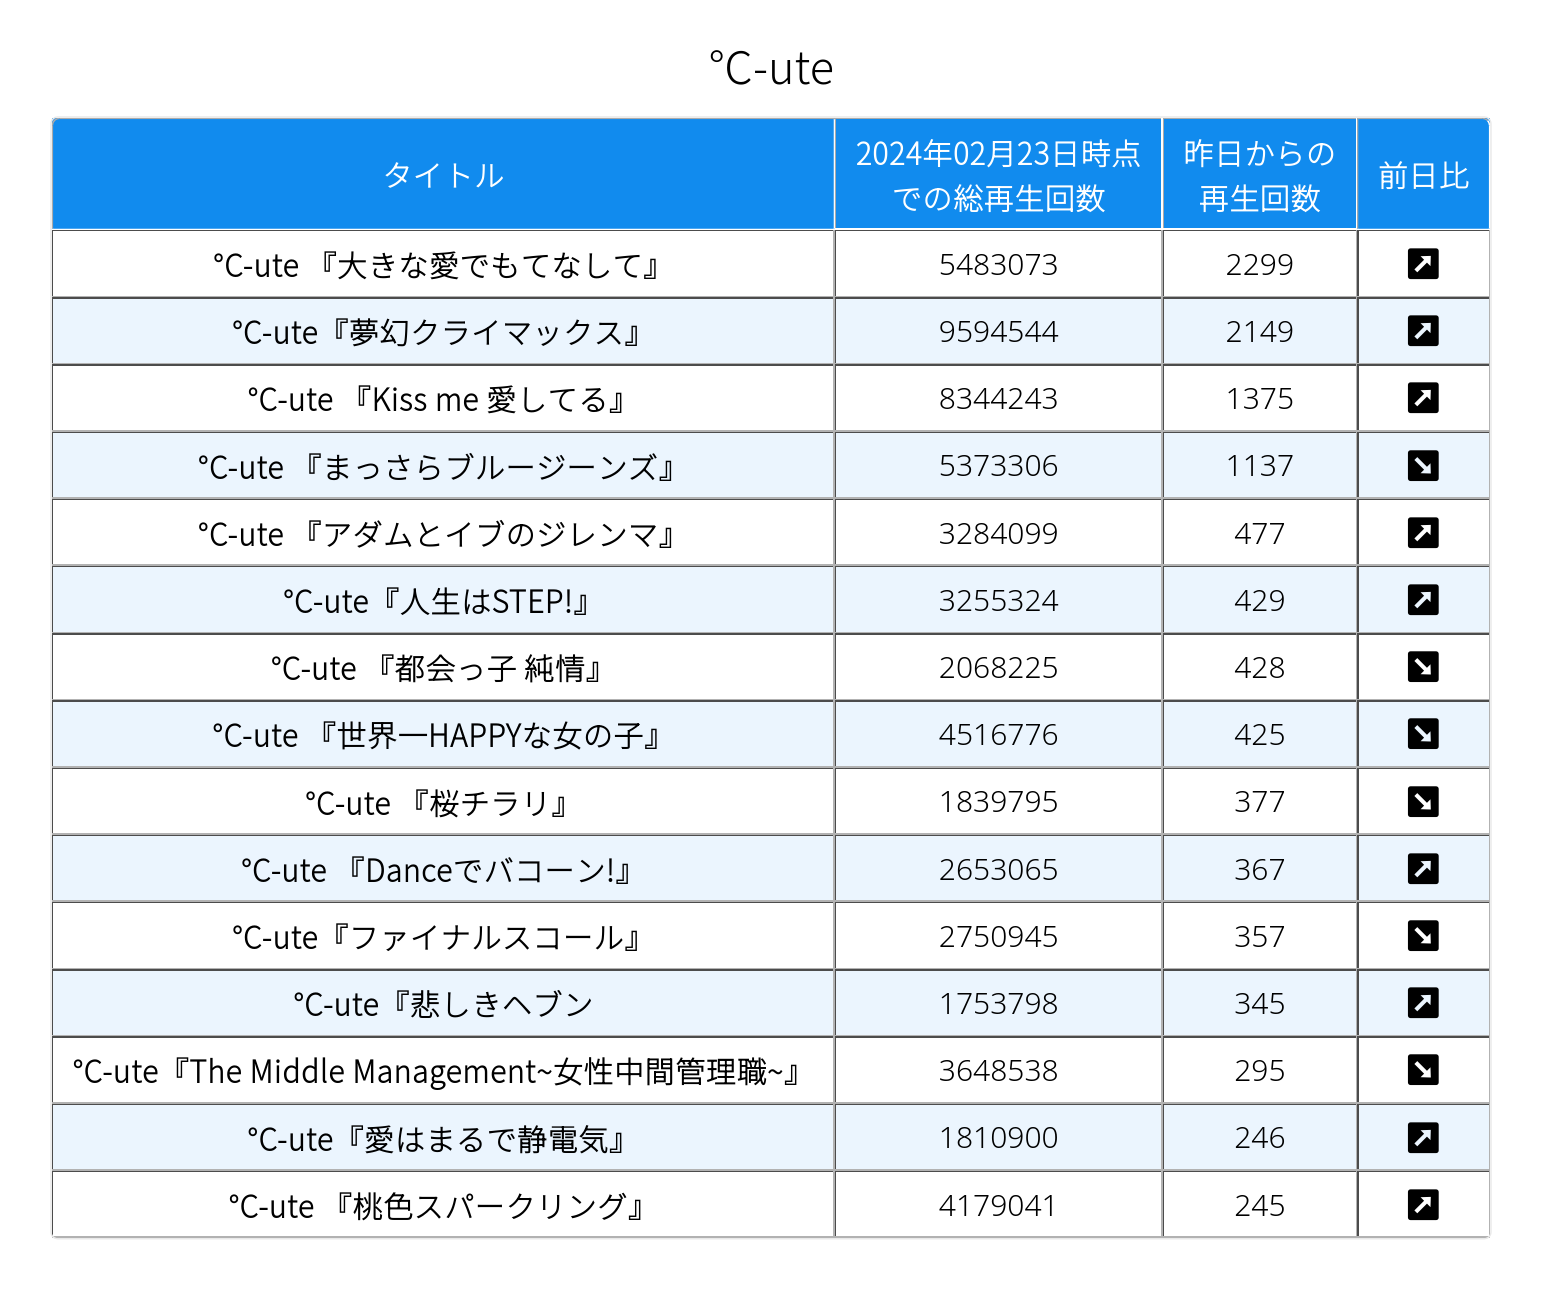 ℃-ute
タイトル
2024年02月23日時点
での総再生回数
昨日からの
再生回数
前日比
℃-ute 『大きな愛でもてなして』 5483073 2299 ↗
℃-ute『夢幻クライマックス』 9594544 2149 ↗
℃-ute 『Kiss me 愛してる』 8344243 1375 ↗
℃-ute 『まっさらブルージーンズ』 5373306 1137 ↘
℃-ute 『アダムとイブのジレンマ』 3284099 477 ↗
℃-ute『人生はSTEP!』 3255324 429 ↗
℃-ute 『都会っ子 純情』 2068225 428 ↘
℃-ute 『世界一HAPPYな女の子』 4516776 425 ↘
℃-ute 『桜チラリ』 1839795 377 ↘
℃-ute 『Danceでバコーン!』 2653065 367 ↗
℃-ute『ファイナルスコール』 2750945 357 ↘
℃-ute『悲しきヘブン 1753798 345 ↗
℃-ute『The Middle Management~女性中間管理職~』 3648538 295 ↘
℃-ute『愛はまるで静電気』 1810900 246 ↗
℃-ute 『桃色スパークリング』 4179041 245 ↗